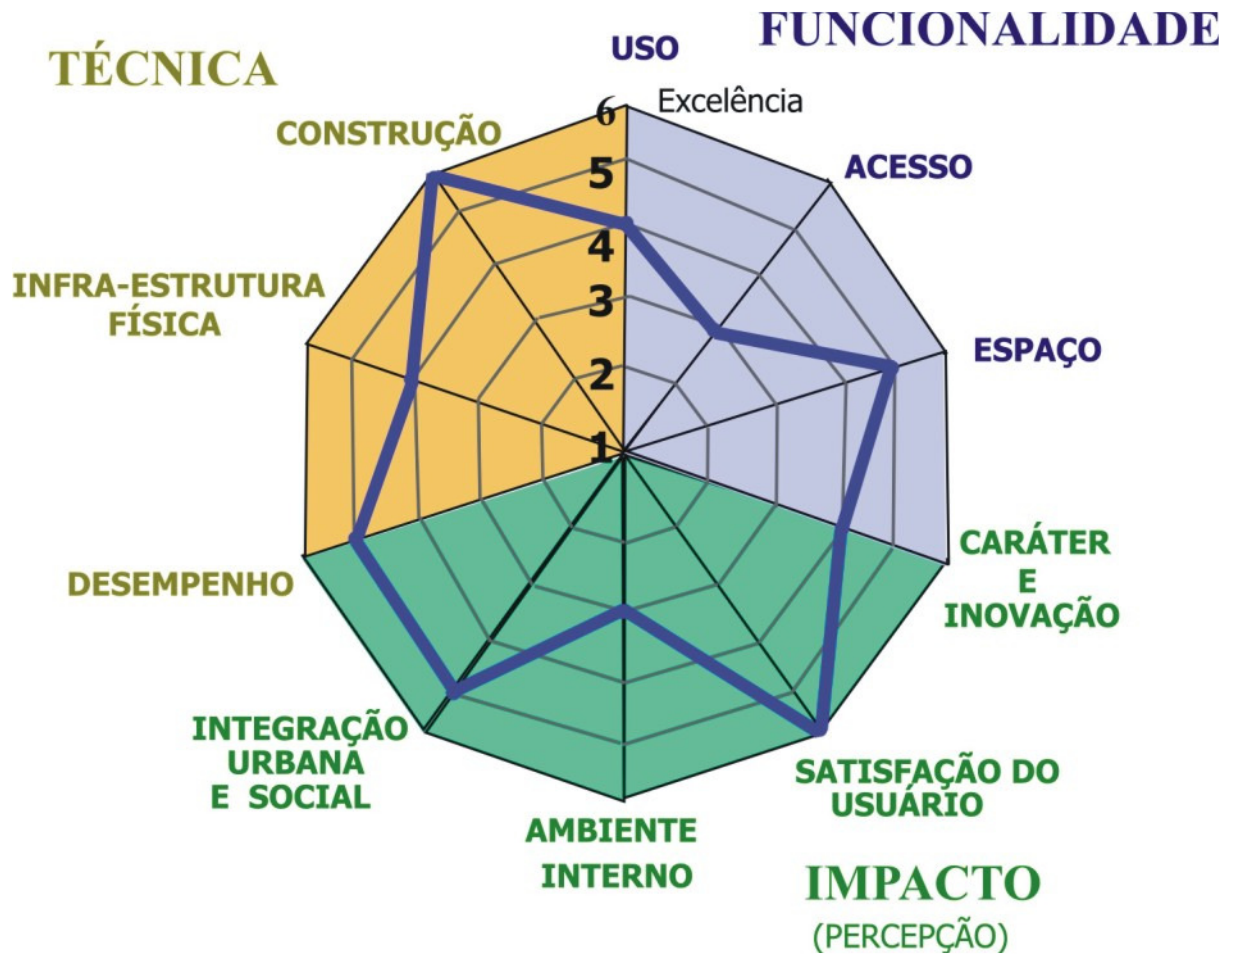 FUNCIONALIDADE
USO
TÉCNICA
Excelência
6
CONSTRUÇÃO
5
ACESSO
4
INFRA-ESTRUTURA
FÍSICA
3
ESPAÇO
2
1
CARÁTER
E
INOVAÇÃO
DESEMPENHO
INTEGRAÇÃO
URBANA
E SOCIAL
SATISFAÇÃO DO
USUÁRIO
AMBIENTE
INTERNO
IMPACTO
(PERCEPÇÃO)